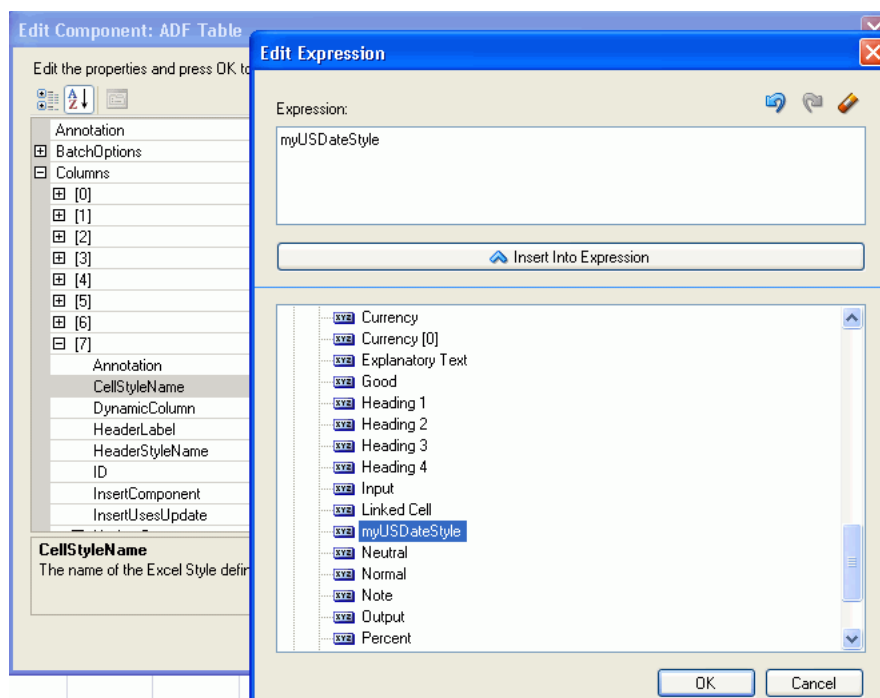 Edit Component: ADF Table
Edit the properties and press OK to
Annotation
BatchOptions
Columns
[0]
[1]
[2]
[3]
[4]
[5]
[6]
[7]
Annotation
CellStyleName
DynamicColumn
HeaderLabel
HeaderStyleName
ID
InsertComponent
InsertUsesUpdate
CellStyleName
The name of the Excel Style defin
Edit Expression
Expression:
myUSDateStyle
Insert Into Expression
Currency
Currency [0]
Explanatory Text
Good
Heading 1
Heading 2
Heading 3
Heading 4
Input
Linked Cell
myUSDateStyle
Neutral
Normal
Note
Output
Percent
OK
Cancel